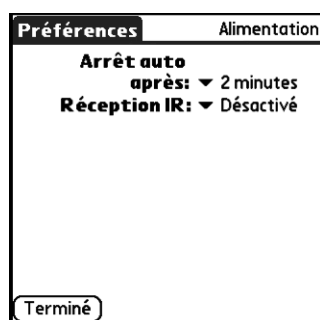 Préférences Alimentation
Arrêt auto
après: 2 minutes
Réception IR: Désactivé
Terminé